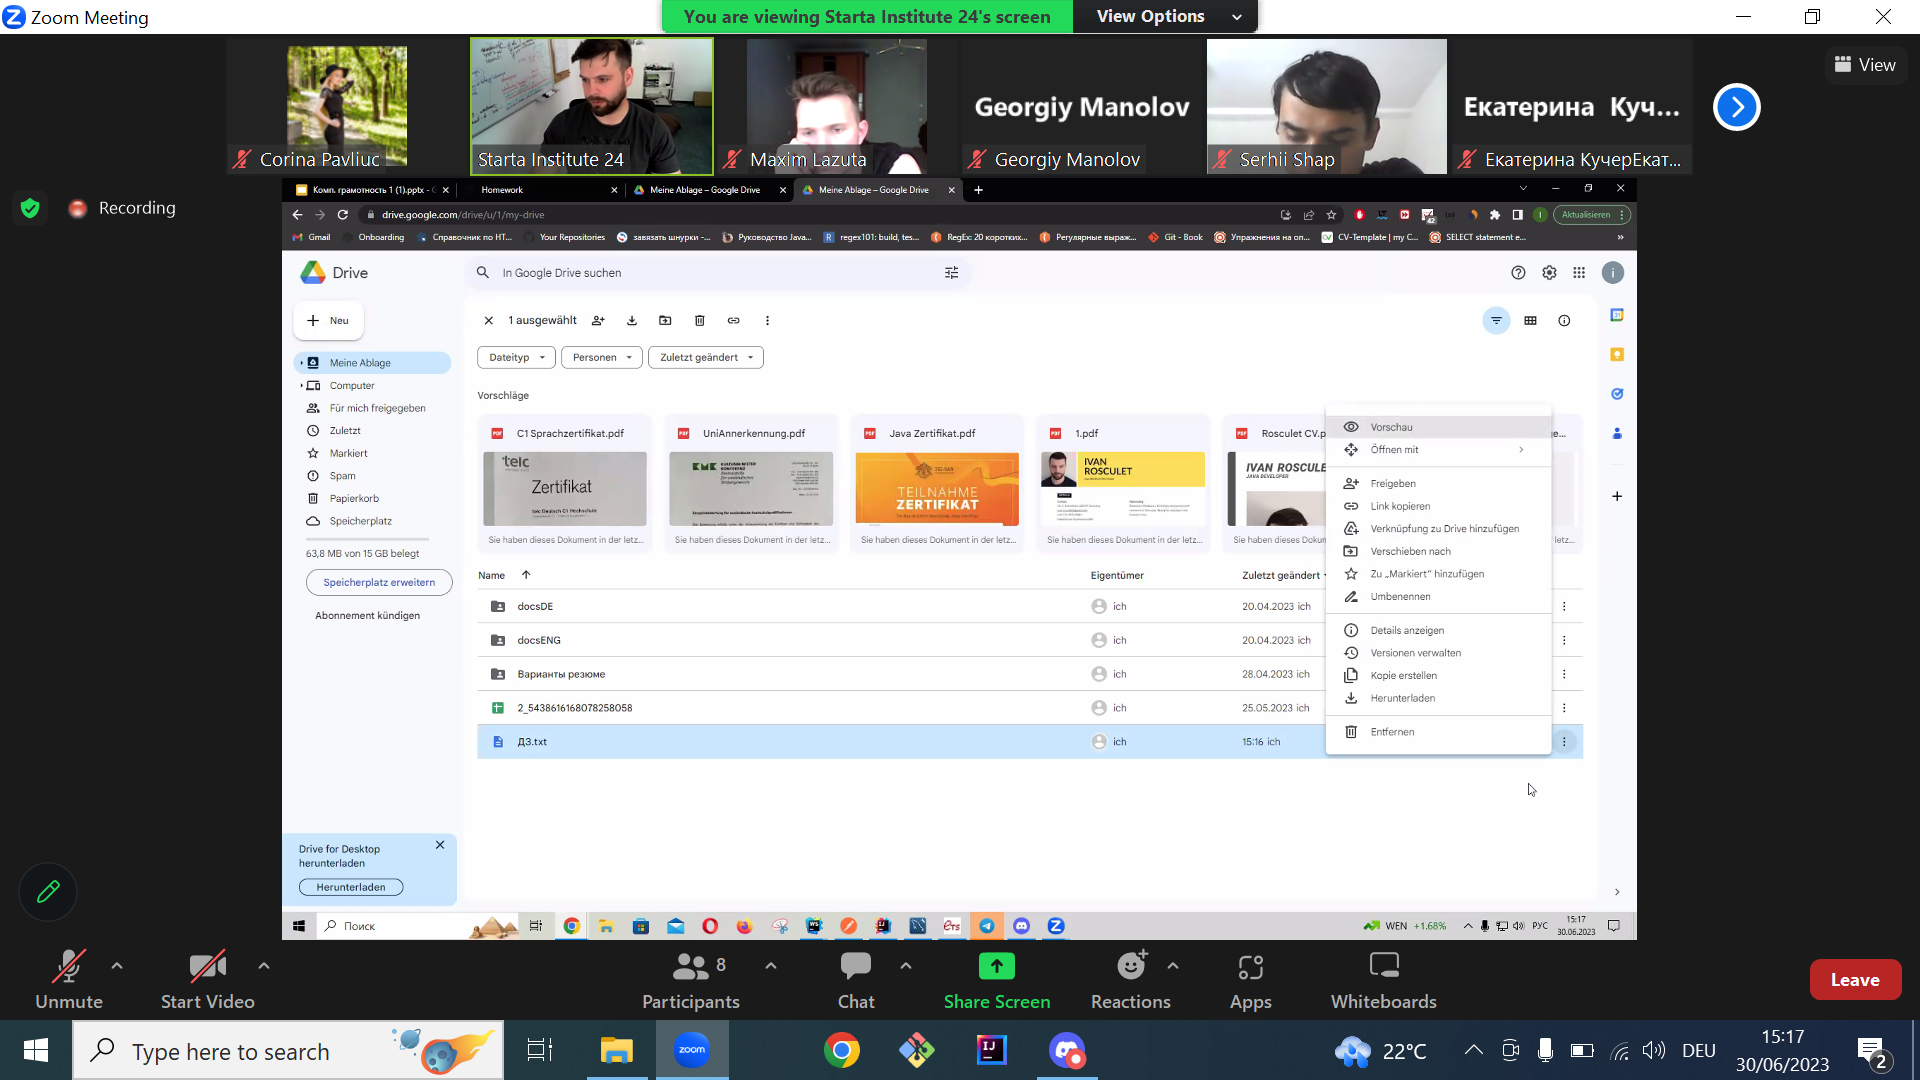 Zoom Meeting
You are viewing Starta Institute 24's screen
View Options
View
Corina Pavliuc
Starta Institute 24
Maxim Lazuta
Georgiy Manolov
Georgiy Manolov
Serhii Shap
Екатерина Куч...
Екатерина КучерЕкат...
Recording
Комп. грамотность 1 (1).pptx - G
Homework
Meine Ablage – Google Drive
Meine Ablage – Google Drive
drive.google.com/drive/u/1/my-drive
42
Aktualisieren
Gmail
Onboarding
Справочник по HT...
Your Repositories
завязать шнурки -...
Руководство Java...
regex101: build, tes...
RegEx: 20 коротких...
Регулярные выраж...
Git - Book
Упражнения на оп...
CV-Template | my C...
SELECT statement e...
Drive
In Google Drive suchen
i
Neu
1 ausgewählt
Meine Ablage
Computer
Für mich freigegeben
Zuletzt
Markiert
Spam
Papierkorb
Speicherplatz
63,8 MB von 15 GB belegt
Speicherplatz erweitern
Abonnement kündigen
Dateityp
Personen
Zuletzt geändert
Vorschläge
C1 Sprachzertifikat.pdf
telc
Zertifikat
telc Deutsch C1 Hochschule
Sie haben dieses Dokument in der letz...
UniAnnerkennung.pdf
KMK
Sie haben dieses Dokument in der letz...
Java Zertifikat.pdf
TEILNAHME
ZERTIFIKAT
Sie haben dieses Dokument in der letz...
1.pdf
IVAN
ROSCULET
Sie haben dieses Dokument in der letz...
Rosculet CV.p
IVAN ROSCULE
JAVA DEVELOPER
Sie haben dieses Dok
e...
letz...
Vorschau
Öffnen mit
Freigeben
Link kopieren
Verknüpfung zu Drive hinzufügen
Verschieben nach
Zu „Markiert" hinzufügen
Umbenennen
Details anzeigen
Versionen verwalten
Kopie erstellen
Herunterladen
Entfernen
Name
Eigentümer
Zuletzt geändert
docsDE
ich
20.04.2023 ich
docsENG
ich
20.04.2023 ich
Варианты резюме
ich
28.04.2023 ich
2_5438616168078258058
ich
25.05.2023 ich
ДЗ.txt
ich
15:16 ich
Drive for Desktop
herunterladen
Herunterladen
Поиск
WEN +1.68%
РУС
15:17
30.06.2023
Unmute
Start Video
8
Participants
Chat
Share Screen
Reactions
Apps
Whiteboards
Leave
Type here to search
zoom
22°C
DEU
15:17
30/06/2023
2